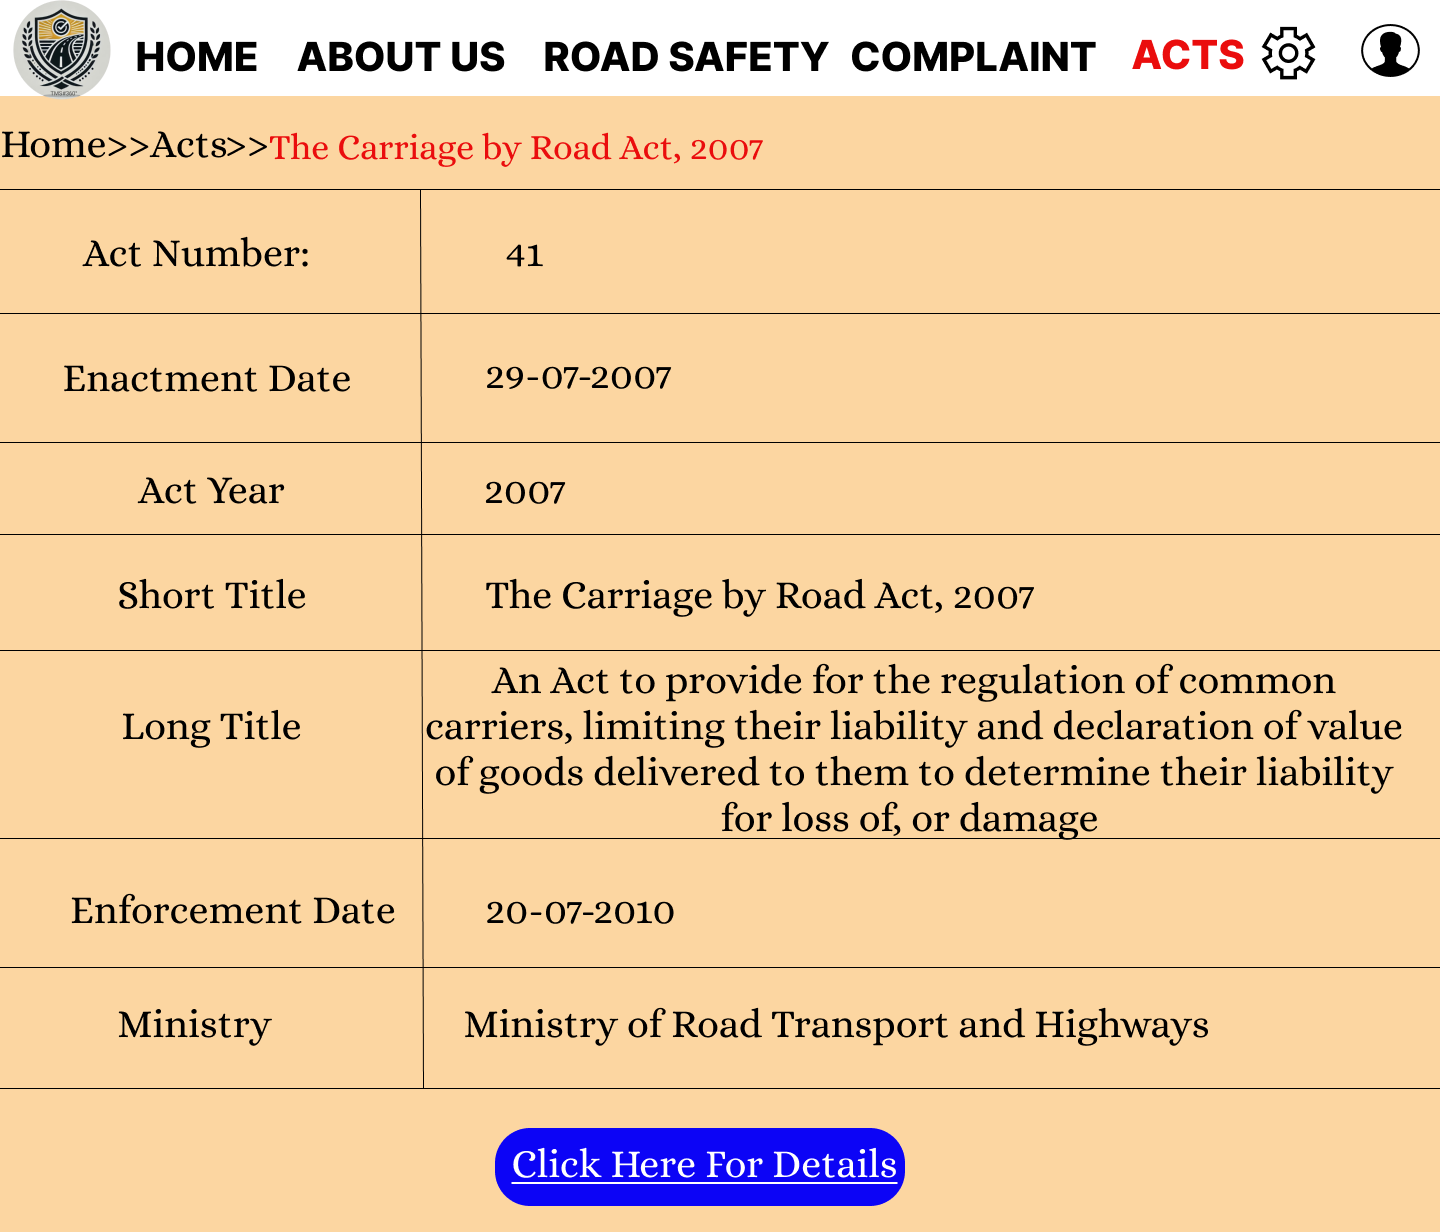 HOME ABOUT US ROAD SAFETY COMPLAINT ACTS
Home>>Acts>>The Carriage by Road Act, 2007
Act Number: 41
Enactment Date 29-07-2007
Act Year 2007
Short Title The Carriage by Road Act, 2007
Long Title
An Act to provide for the regulation of common
carriers, limiting their liability and declaration of value
of goods delivered to them to determine their liability
for loss of, or damage
Enforcement Date 20-07-2010
Ministry Ministry of Road Transport and Highways
Click Here For Details